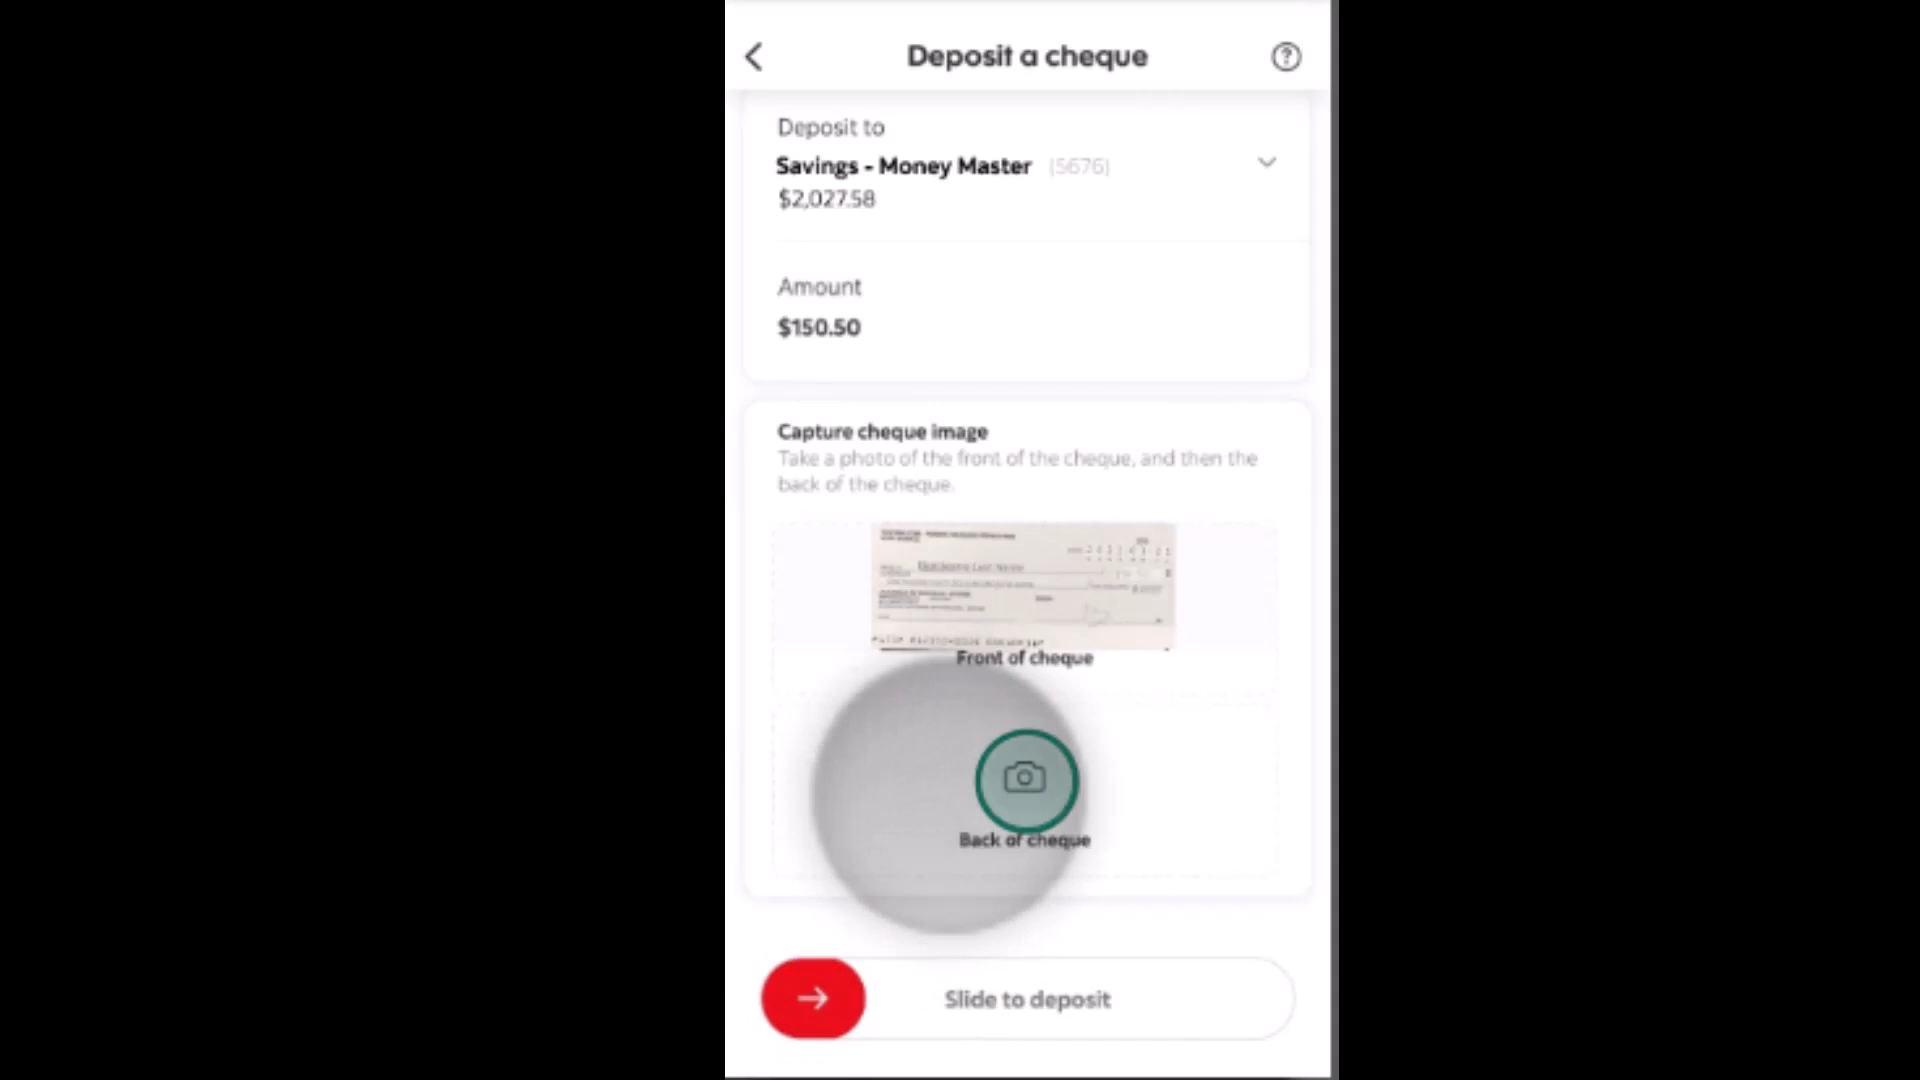 Deposit a cheque
Deposit to
Savings - Money Master (5676)
$2,027.58
Amount
$150.50
Capture cheque image
Take a photo of the front of the cheque, and then the
back of the cheque.
Front of cheque
Back of cheque
Slide to deposit